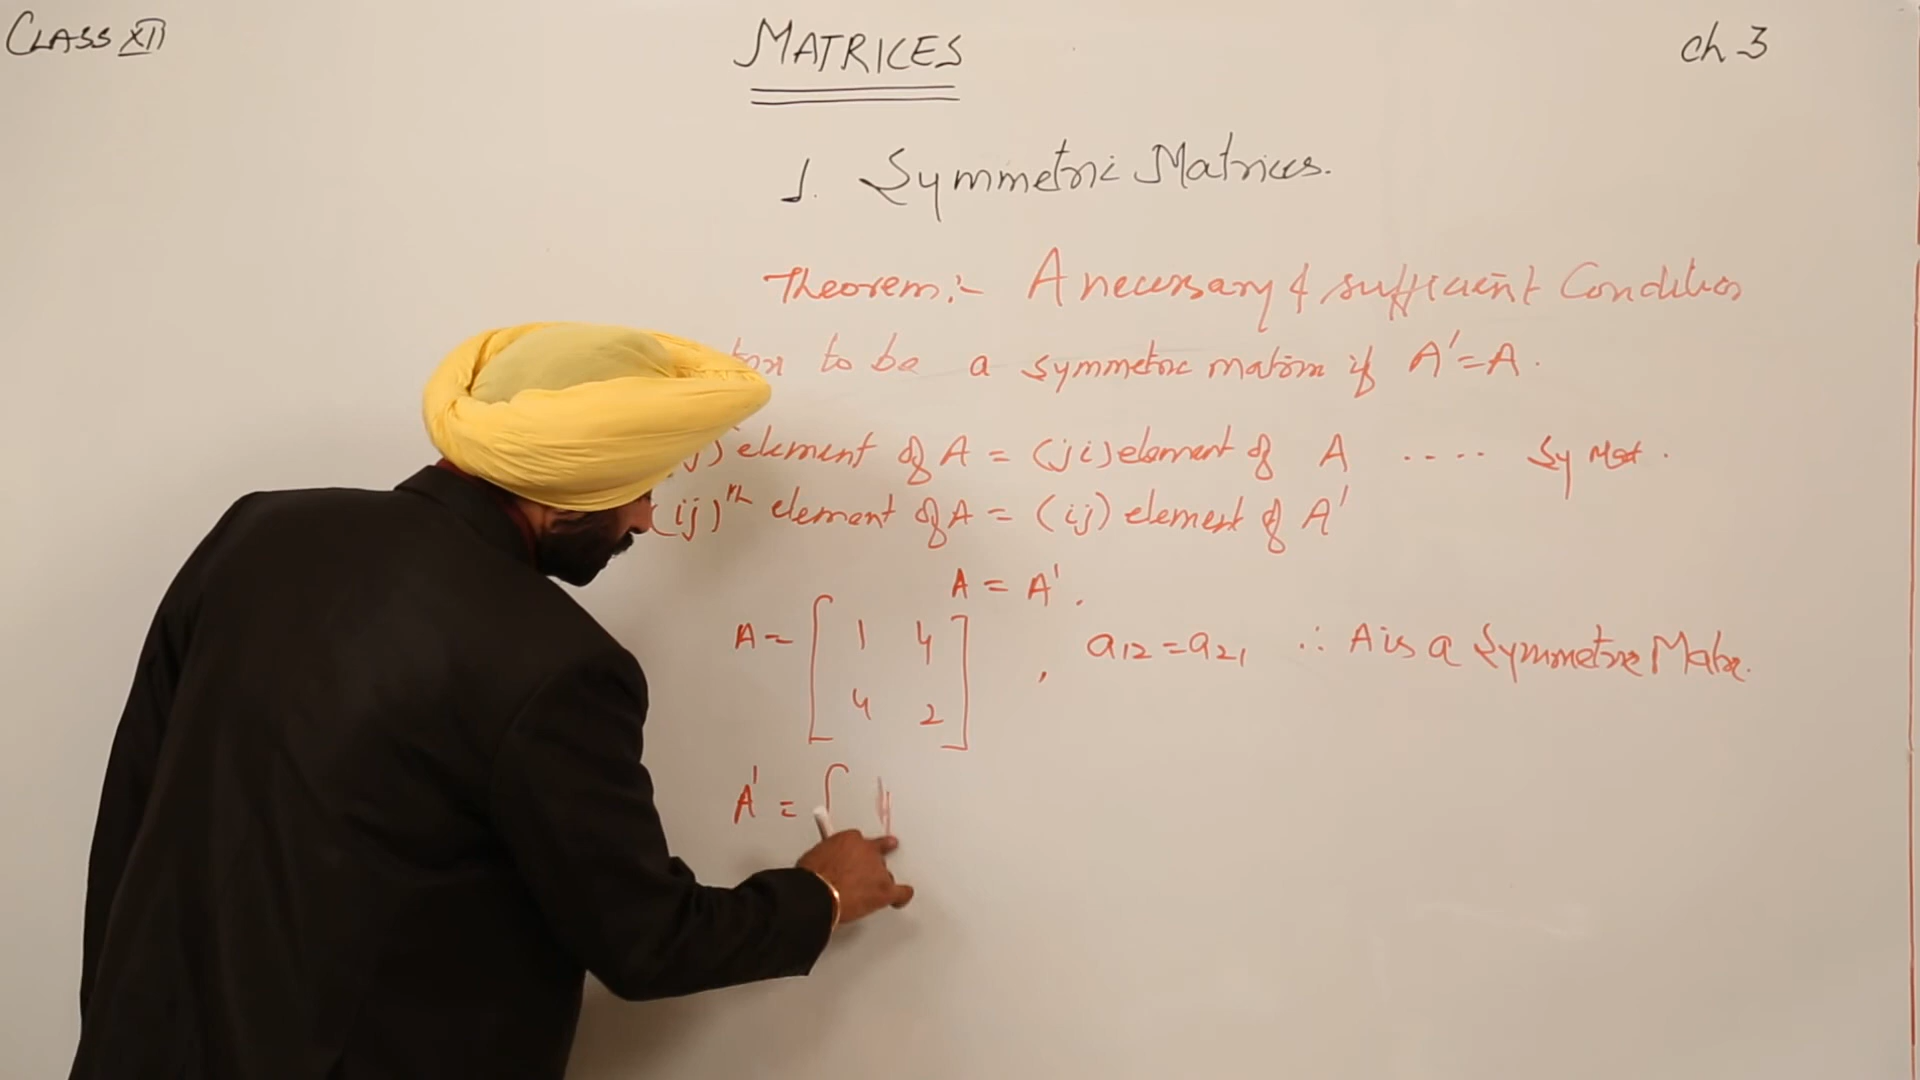 CLASS XII
MATRICES
ch 3
1. Symmetric Matrices.
Theorem:- A necessary & sufficient Condition
to be a symmetric matrix if A' = A.
j) element of A = (ji) element of A .... Sy Mat.
(ij)th element of A = (ij) element of A'
A = A'.
A = [ 1 4
4 2 ] , a12 = a21 ∴ A is a Symmetric Matrx.
A' = [